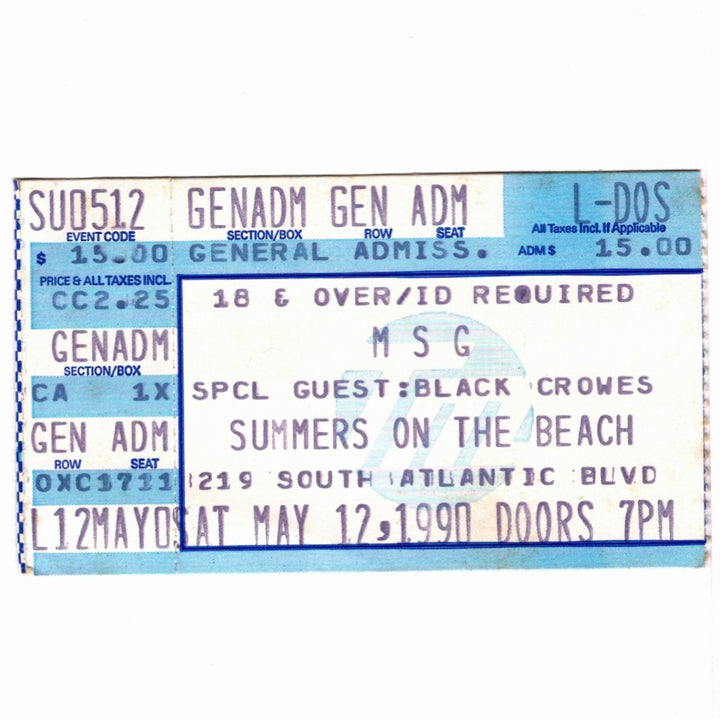 SU0512 GENADM GEN ADM L-DOS
EVENT CODE SECTION/BOX ROW SEAT All Taxes Incl. If Applicable
$ 15.00 GENERAL ADMISS. ADM $ 15.00
PRICE & ALL TAXES INCL.
CC2.25 18 & OVER/ID REQUIRED
GENADM M S G
SECTION/BOX
CA 1X SPCL GUEST:BLACK CROWES
GEN ADM SUMMERS ON THE BEACH
ROW SEAT
OXC1711 219 SOUTH ATLANTIC BLVD
L12MAY0 SAT MAY 12,1990 DOORS 7PM